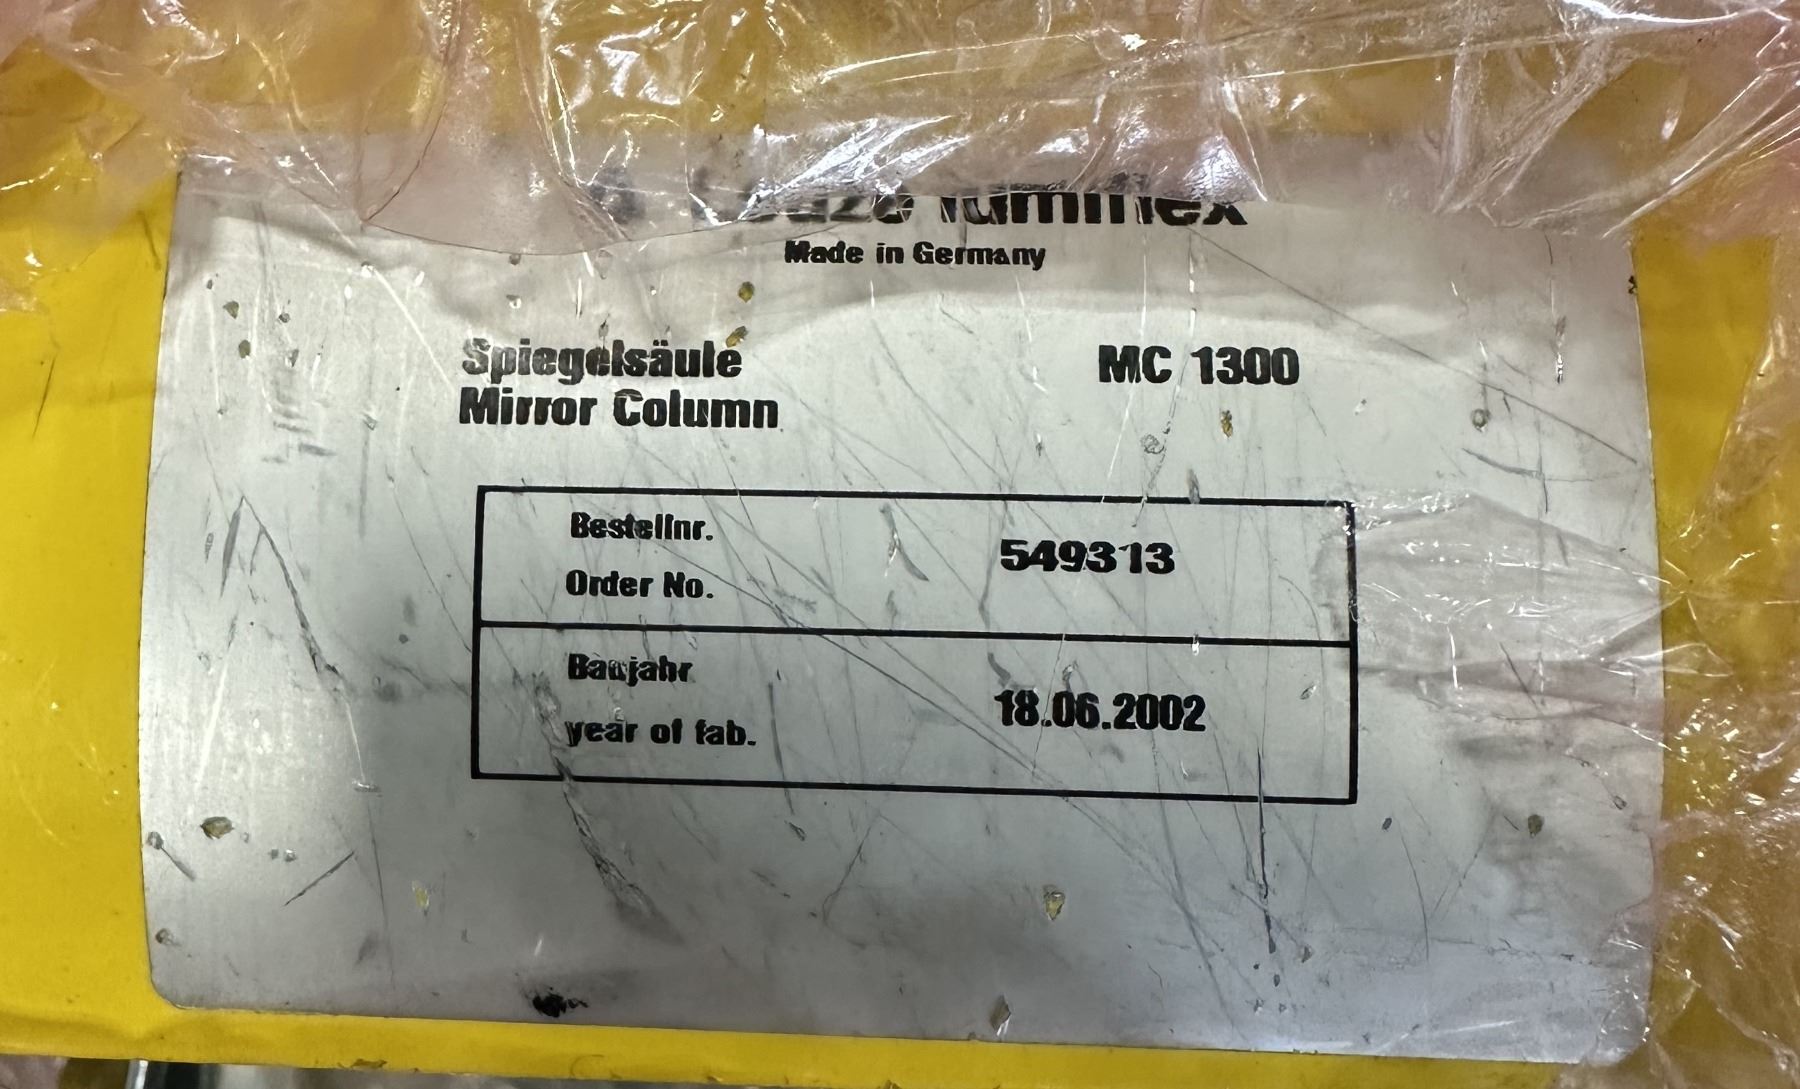 lumiflex
Made in Germany
Spiegelsäule
Mirror Column
MC 1300
Bestellnr.
Order No.
549313
Baujahr
year of fab.
18.06.2002